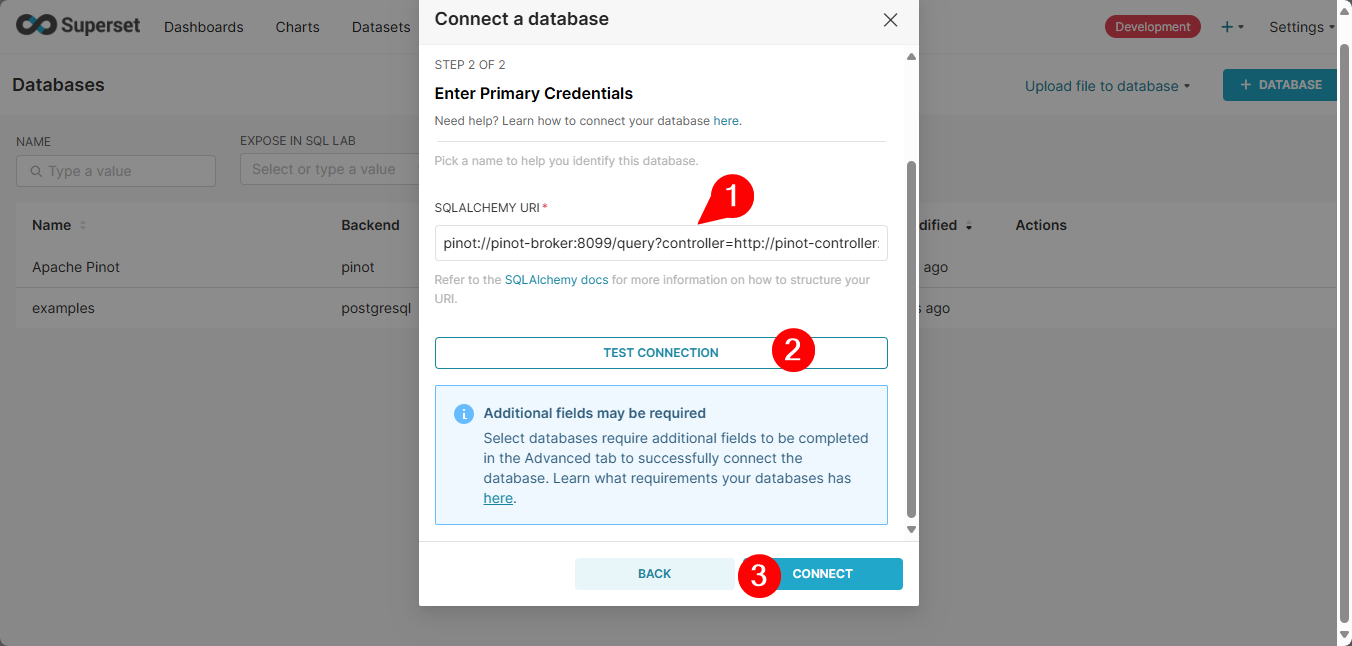 Superset
Dashboards
Charts
Datasets
Development
Settings
Databases
Upload file to database
+ DATABASE
NAME
Type a value
EXPOSE IN SQL LAB
Select or type a value
Name
Backend
dified
Actions
Apache Pinot
pinot
ago
examples
postgresql
s ago
Connect a database
STEP 2 OF 2
Enter Primary Credentials
Need help? Learn how to connect your database here.
Pick a name to help you identify this database.
1
SQLALCHEMY URI *
pinot://pinot-broker:8099/query?controller=http://pinot-controller:
Refer to the SQLAlchemy docs for more information on how to structure your
URI.
TEST CONNECTION
2
Additional fields may be required
Select databases require additional fields to be completed
in the Advanced tab to successfully connect the
database. Learn what requirements your databases has
here.
BACK
3
CONNECT